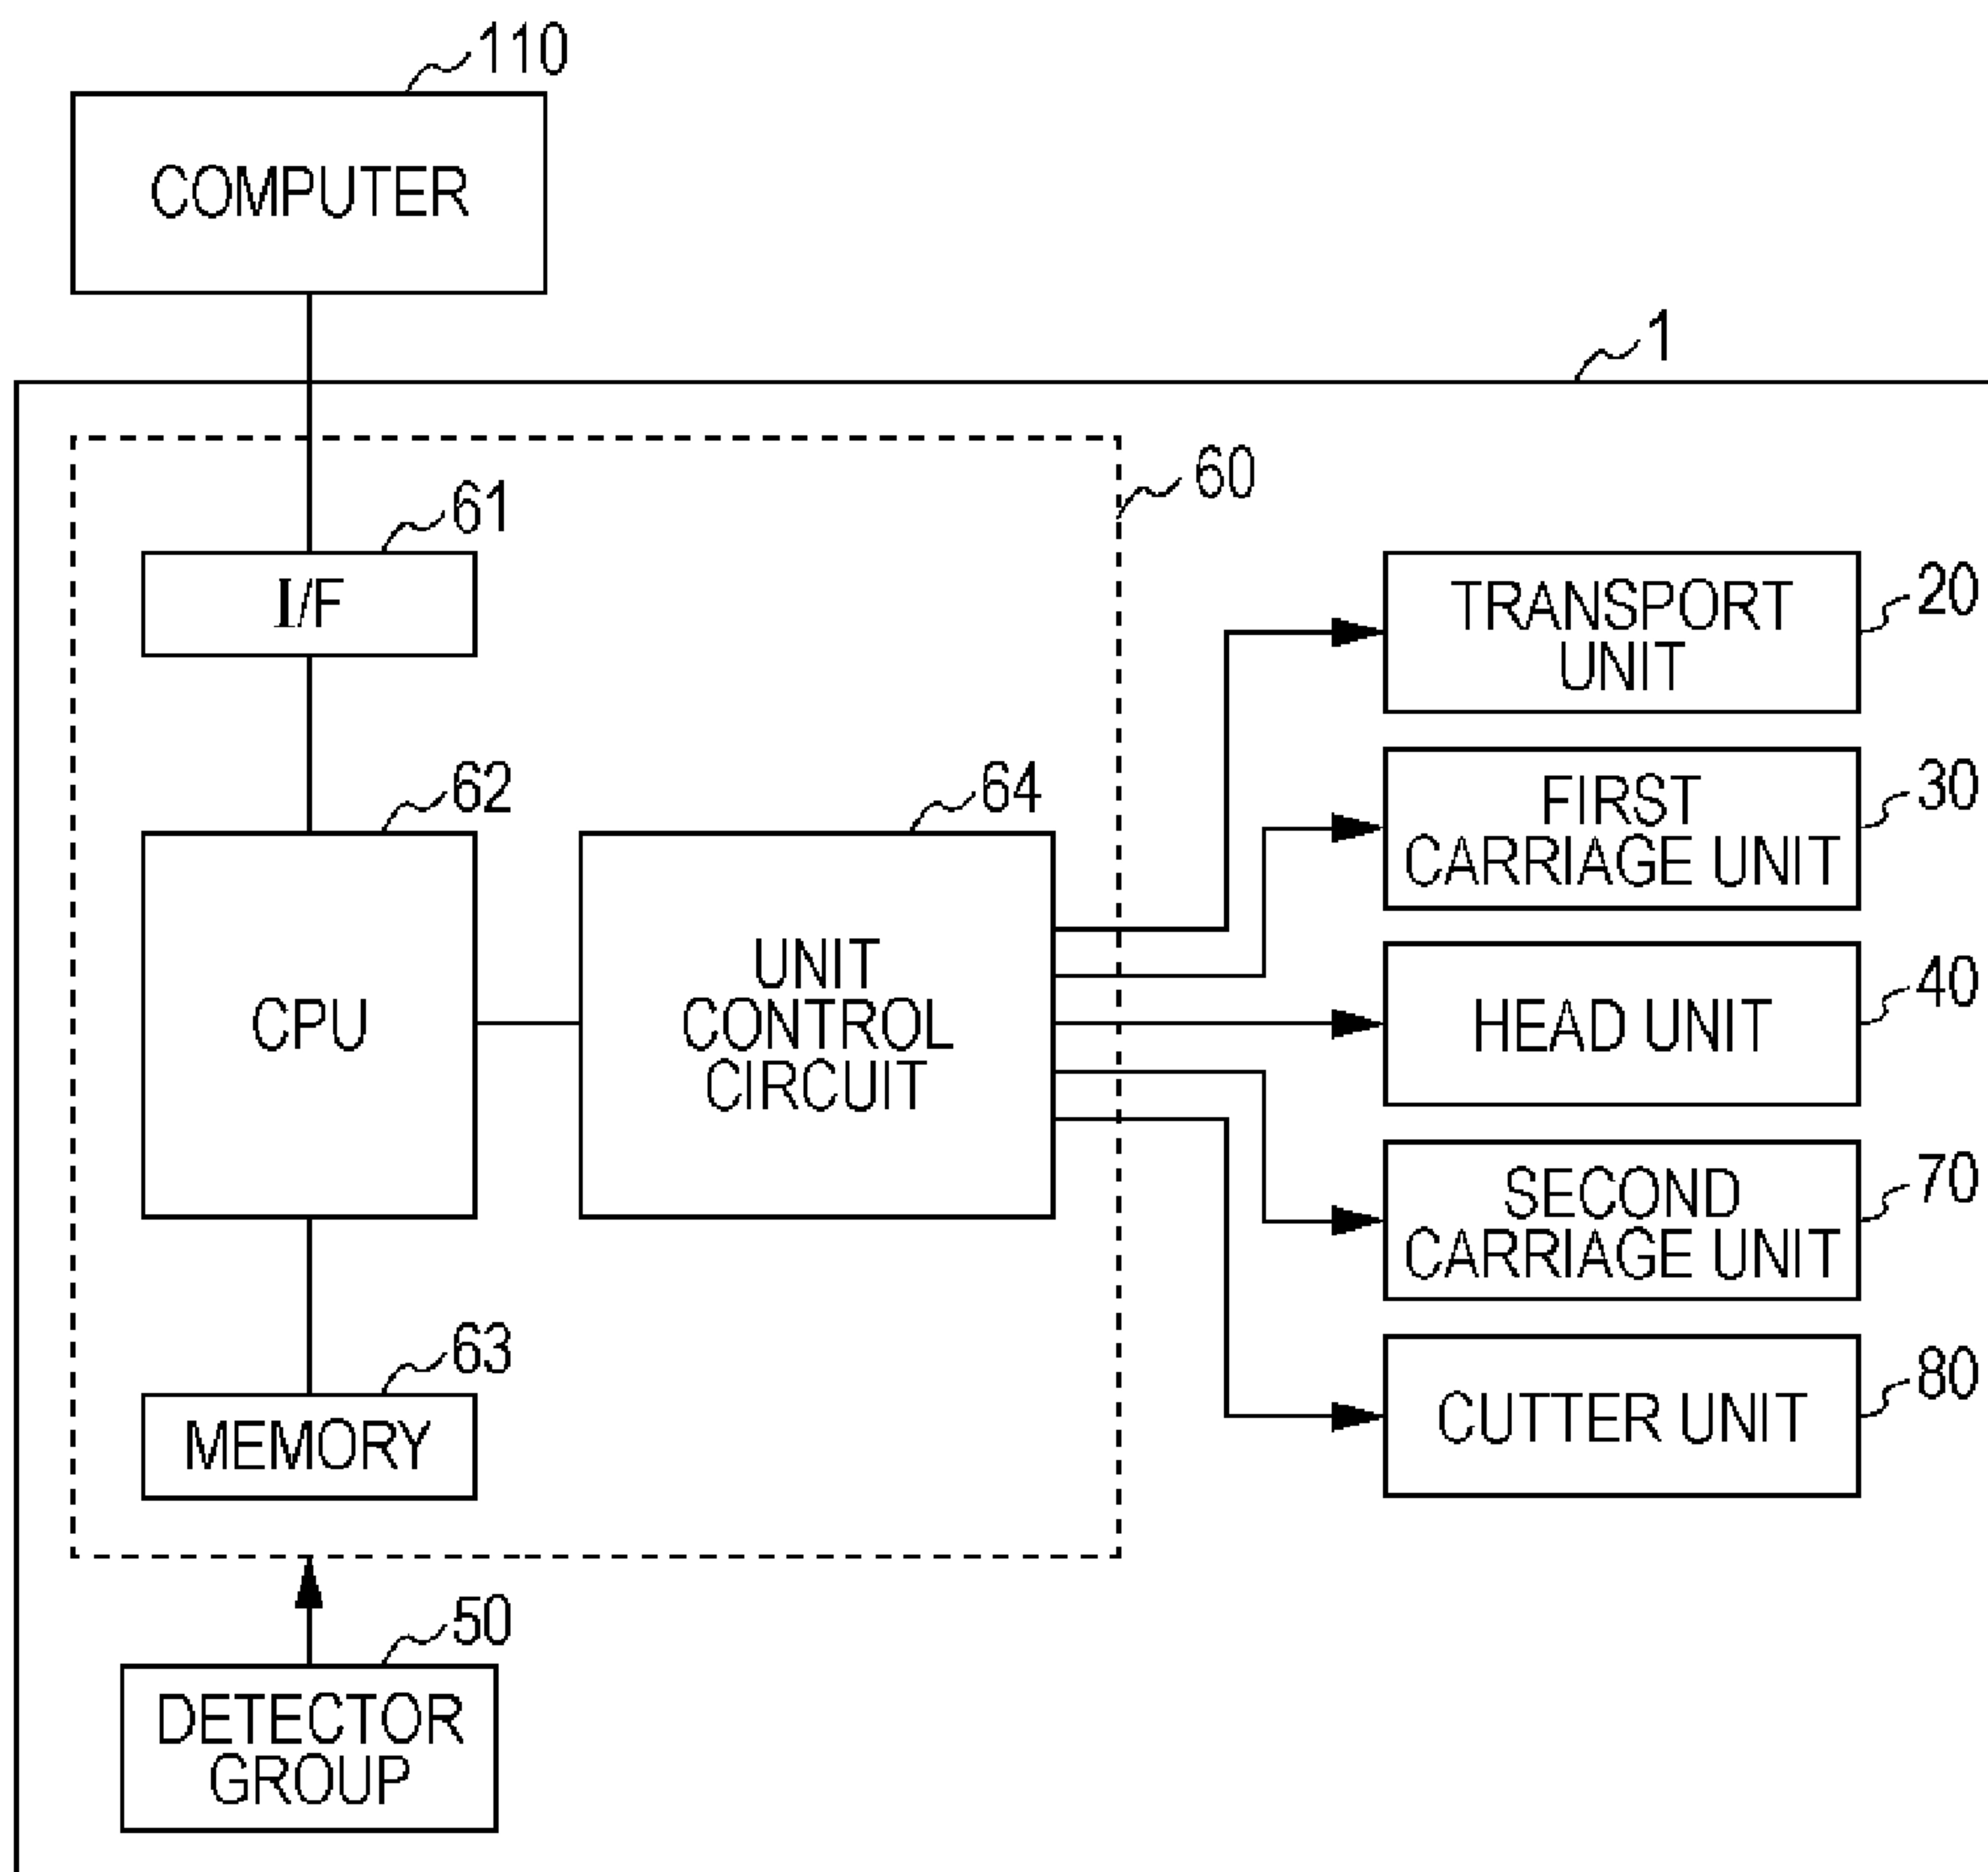 110
COMPUTER
1
60
61
I/F
TRANSPORT
UNIT
20
62
64
FIRST
CARRIAGE UNIT
30
CPU
UNIT
CONTROL
CIRCUIT
HEAD UNIT
40
SECOND
CARRIAGE UNIT
70
63
MEMORY
CUTTER UNIT
80
50
DETECTOR
GROUP